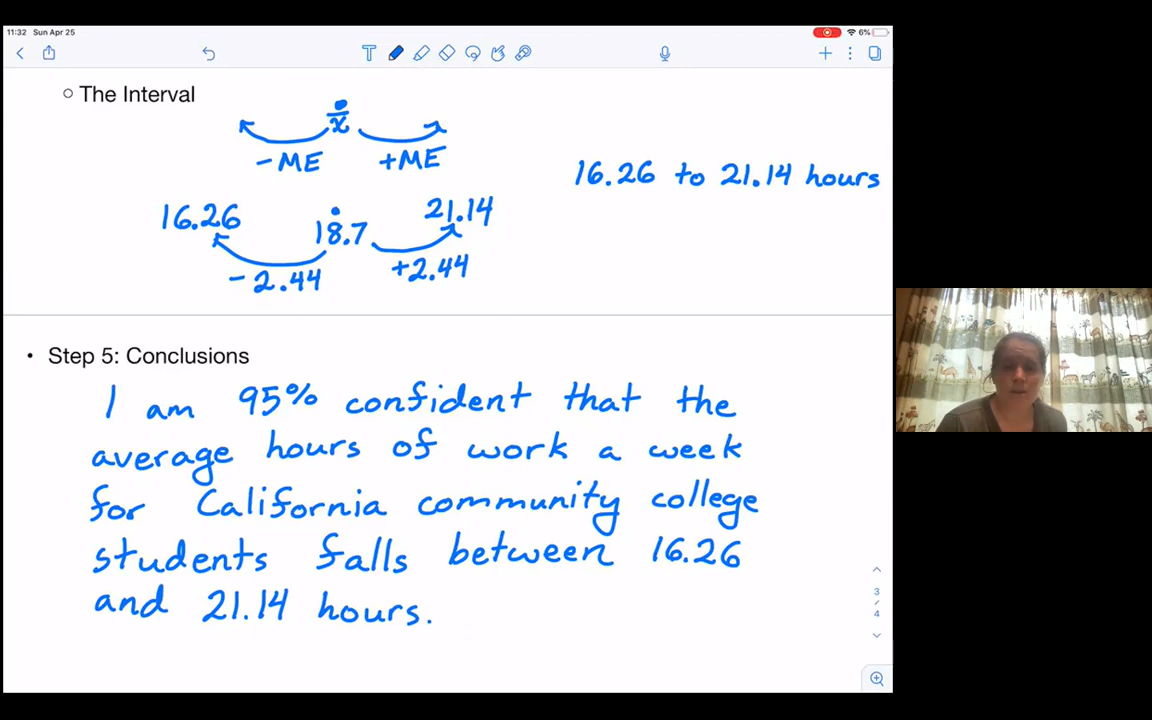 11:32 Sun Apr 25
6%
T
The Interval
x̄
-ME
+ME
16.26 to 21.14 hours
16.26
18.7
21.14
-2.44
+2.44
• Step 5: Conclusions
I am 95% confident that the
average hours of work a week
for California community college
students falls between 16.26
and 21.14 hours.
3
/
4